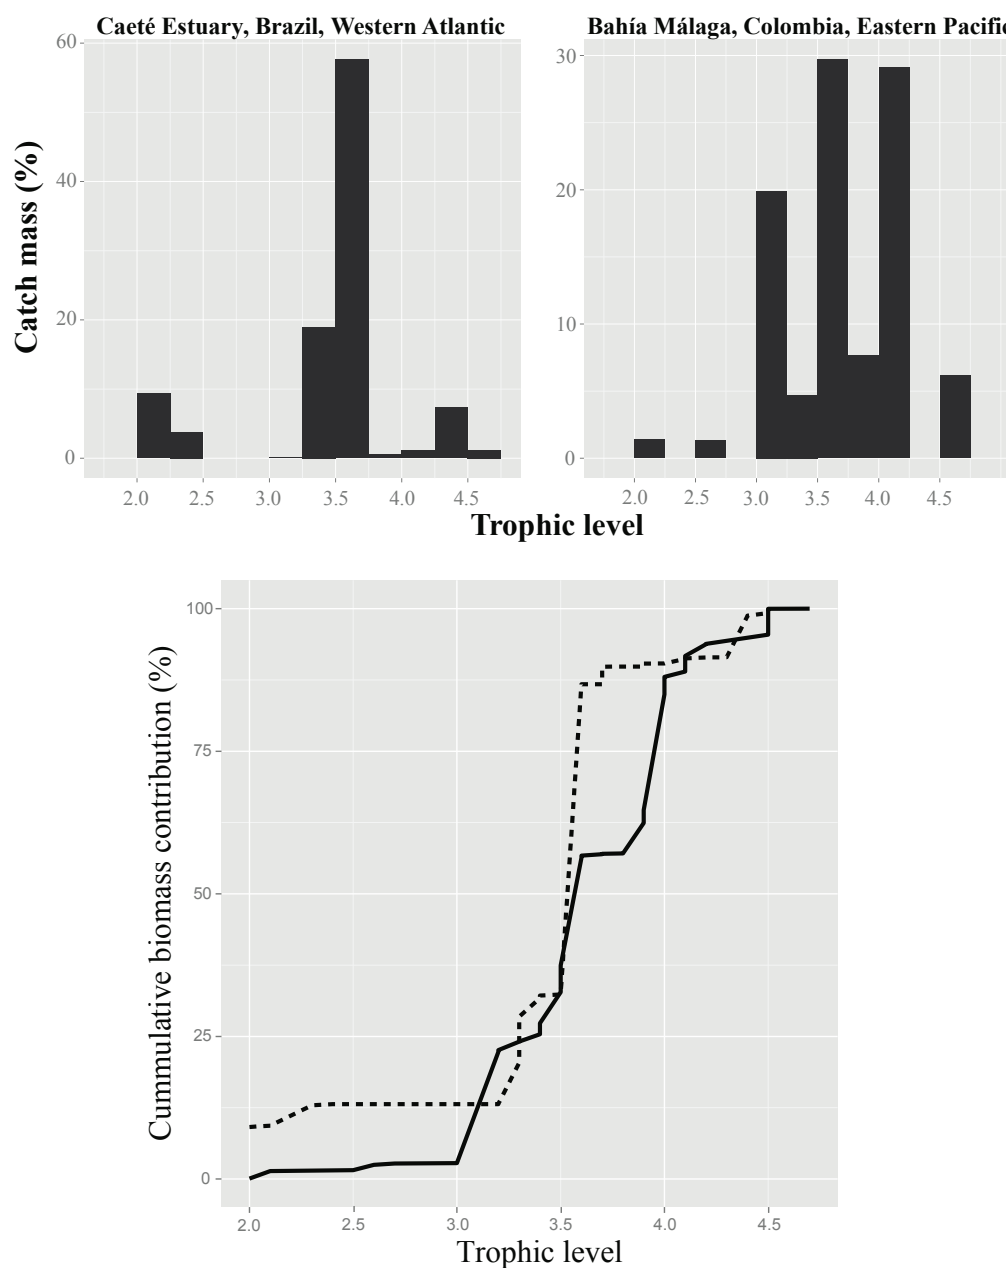 Caeté Estuary, Brazil, Western Atlantic
Bahía Málaga, Colombia, Eastern Pacific
Catch mass (%)
60
40
20
0
30
20
10
0
2.0 2.5 3.0 3.5 4.0 4.5
2.0 2.5 3.0 3.5 4.0 4.5
Trophic level
Cummulative biomass contribution (%)
100
75
50
25
0
2.0 2.5 3.0 3.5 4.0 4.5
Trophic level